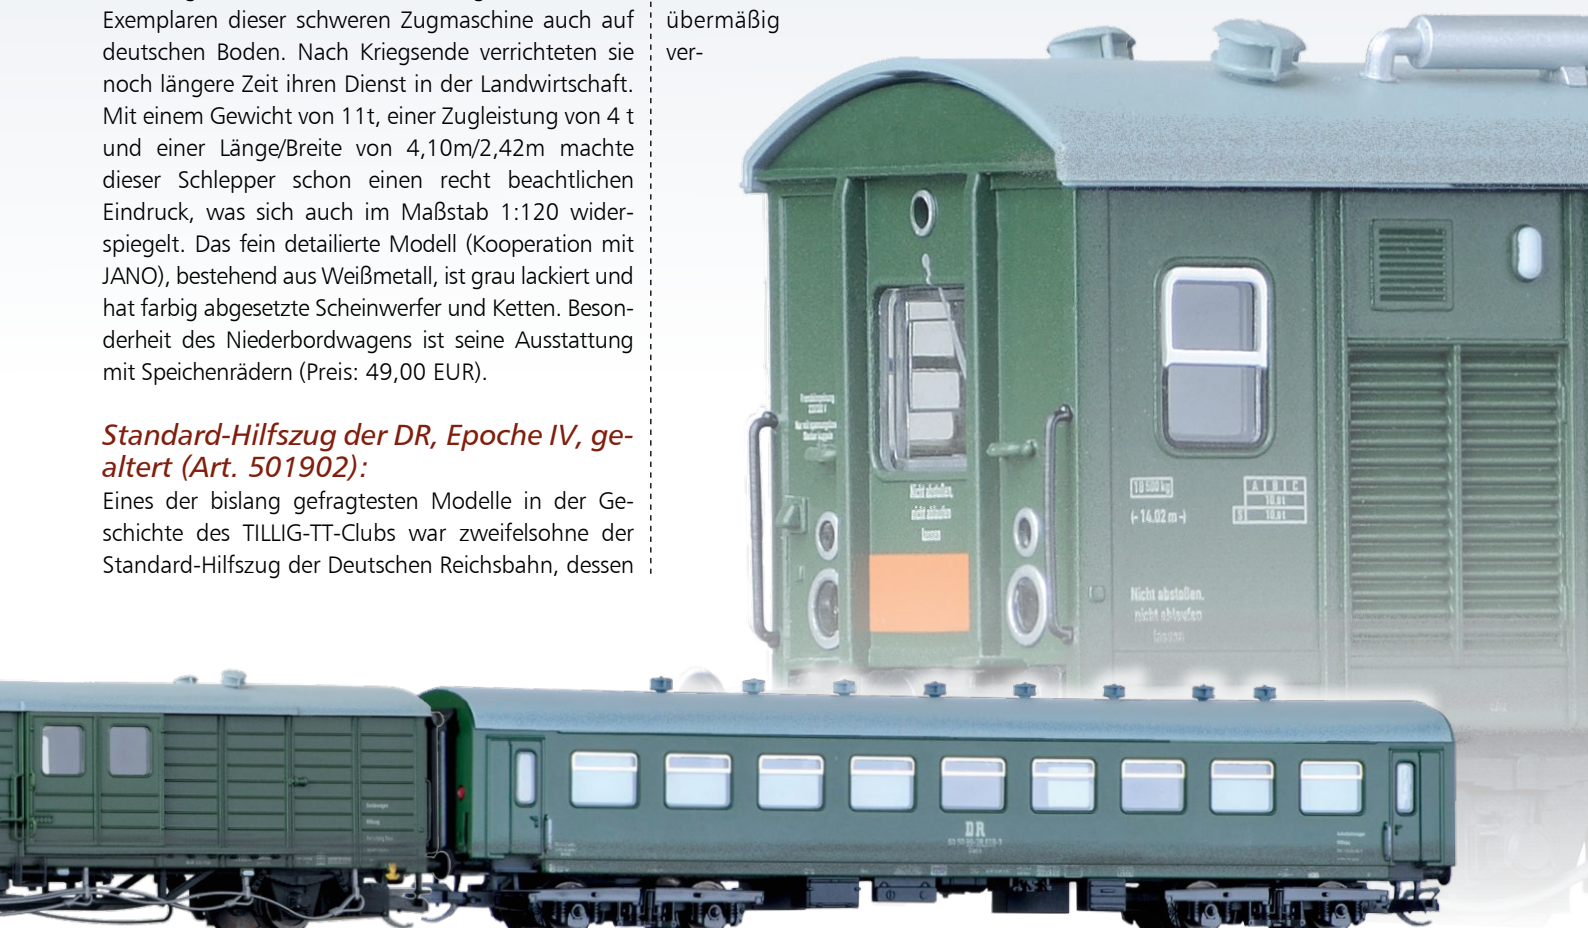 Exemplaren dieser schweren Zugmaschine auch auf
deutschen Boden. Nach Kriegsende verrichteten sie
noch längere Zeit ihren Dienst in der Landwirtschaft.
Mit einem Gewicht von 11t, einer Zugleistung von 4 t
und einer Länge/Breite von 4,10m/2,42m machte
dieser Schlepper schon einen recht beachtlichen
Eindruck, was sich auch im Maßstab 1:120 wider-
spiegelt. Das fein detailierte Modell (Kooperation mit
JANO), bestehend aus Weißmetall, ist grau lackiert und
hat farbig abgesetzte Scheinwerfer und Ketten. Beson-
derheit des Niederbordwagens ist seine Ausstattung
mit Speichenrädern (Preis: 49,00 EUR).
Standard-Hilfszug der DR, Epoche IV, ge-
altert (Art. 501902):
Eines der bislang gefragtesten Modelle in der Ge-
schichte des TILLIG-TT-Clubs war zweifelsohne der
Standard-Hilfszug der Deutschen Reichsbahn, dessen
übermäßig
ver-
Nicht abstoßen,
nicht ablaufen
lassen
18 500 kg
(- 14.02 m -)
A B C
S
Nicht abstoßen,
nicht ablaufen
lassen
DR